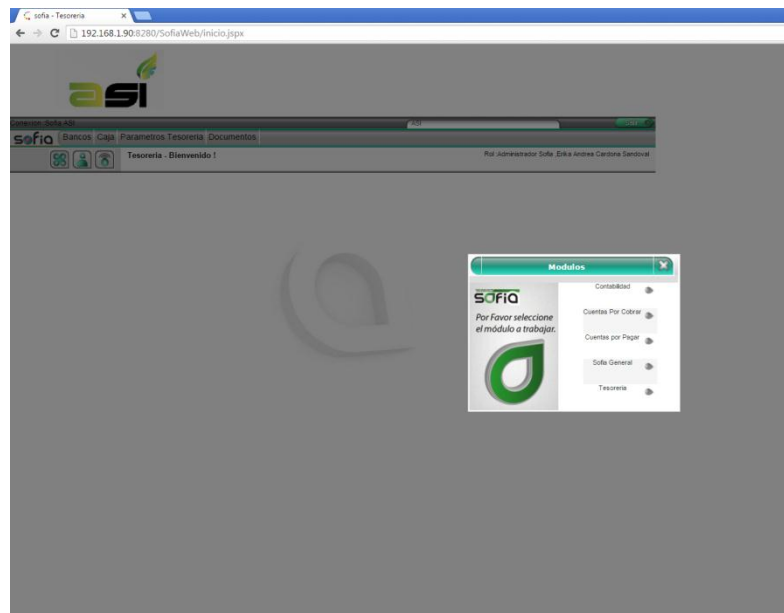 sofia - Tesoreria
192.168.1.90:8280/SofiaWeb/inicio.jspx
asi
Conexion: Sofia ASI
ASI
sofia Bancos Caja Parametros Tesoreria Documentos
Tesoreria - Bienvenido !
Rol :Administrador Sofia :Erika Andrea Cardona Sandoval
Modulos
sofia
Por Favor seleccione
el módulo a trabajar.
Contabilidad
Cuentas Por Cobrar
Cuentas por Pagar
Sofia General
Tesoreria